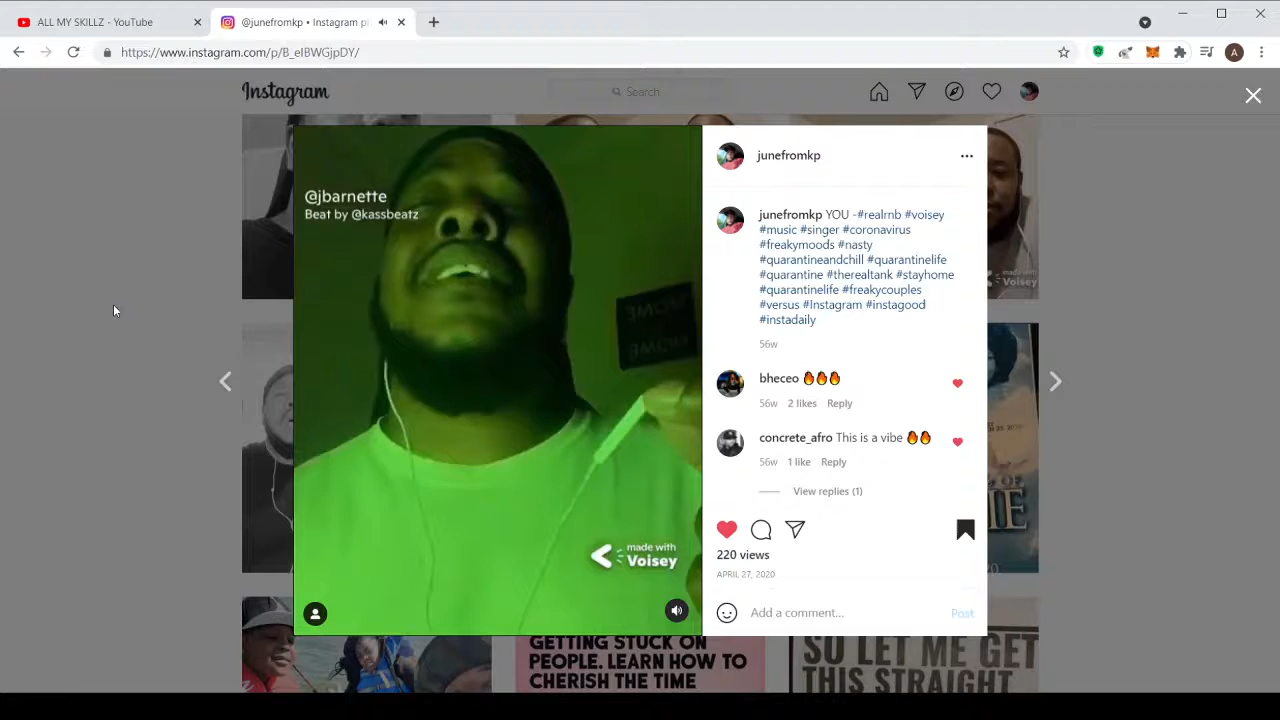 ALL MY SKILLZ - YouTube
@junefromkp • Instagram p
https://www.instagram.com/p/B_eIBWGjpDY/
A
Instagram
Search
@jbarnette
Beat by @kassbeatz
made with
Voisey
junefromkp
junefromkp YOU -#realrnb #voisey
#music #singer #coronavirus
#freakymoods #nasty
#quarantineandchill #quarantinelife
#quarantine #therealtank #stayhome
#quarantinelife #freakycouples
#versus #Instagram #instagood
#instadaily
56w
bheceo 🔥🔥🔥
56w 2 likes Reply
concrete_afro This is a vibe 🔥🔥
56w 1 like Reply
View replies (1)
220 views
APRIL 27, 2020
Add a comment... Post
made with
Voisey
GETTING STUCK ON
PEOPLE. LEARN HOW TO
CHERISH THE TIME
SO LET ME GET
THIS STRAIGHT